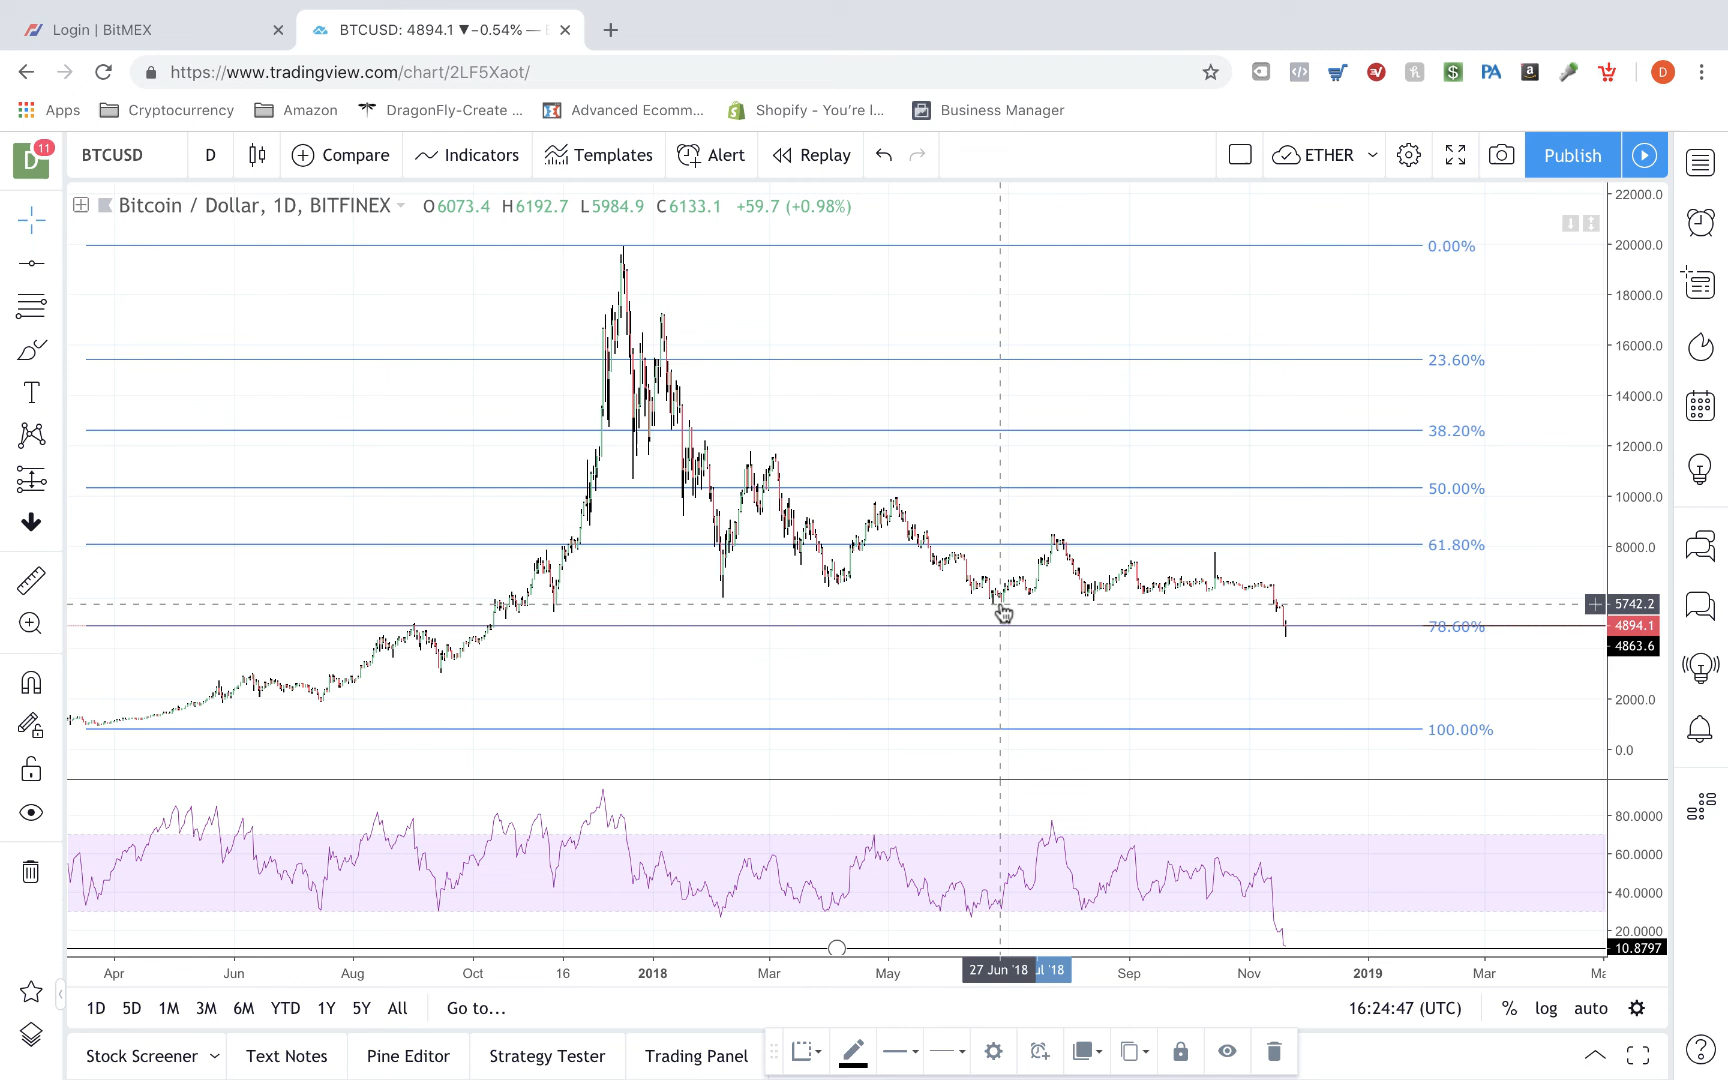 Login | BitMEX
BTCUSD: 4894.1 ▼−0.54% —
https://www.tradingview.com/chart/2LF5Xaot/
D
Apps
Cryptocurrency
Amazon
DragonFly-Create ...
Advanced Ecomm...
Shopify - You're I...
Business Manager
D
11
BTCUSD
D
Compare
Indicators
Templates
Alert
Replay
ETHER
Publish
Bitcoin / Dollar, 1D, BITFINEX
O6073.4 H6192.7 L5984.9 C6133.1 +59.7 (+0.98%)
22000.0
0.00%
20000.0
18000.0
16000.0
23.60%
14000.0
38.20%
12000.0
50.00%
10000.0
61.80%
8000.0
5742.2
78.60%
4894.1
4863.6
2000.0
100.00%
0.0
80.0000
60.0000
40.0000
20.0000
10.8797
Apr
Jun
Aug
Oct
16
2018
Mar
May
27 Jun '18
ul '18
Sep
Nov
2019
Mar
1D 5D 1M 3M 6M YTD 1Y 5Y All
Go to...
16:24:47 (UTC)
% log auto
Stock Screener
Text Notes
Pine Editor
Strategy Tester
Trading Panel